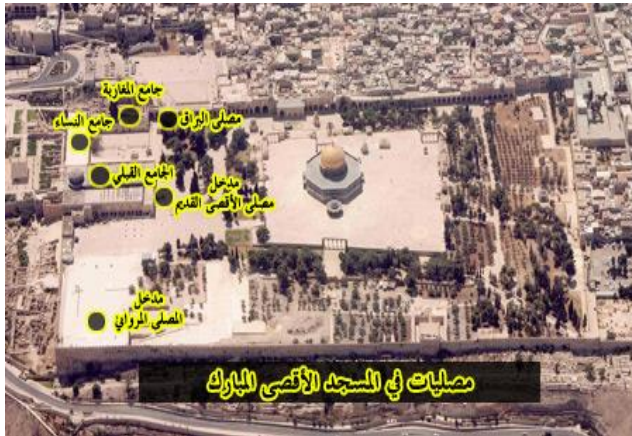 جامع المغاربة
مصلى البراق
جامع النساء
الجامع القبلي
مدخل
مصلى الأقصى القديم
مدخل
المصلى المرواني
مصليات في المسجد الأقصى المبارك